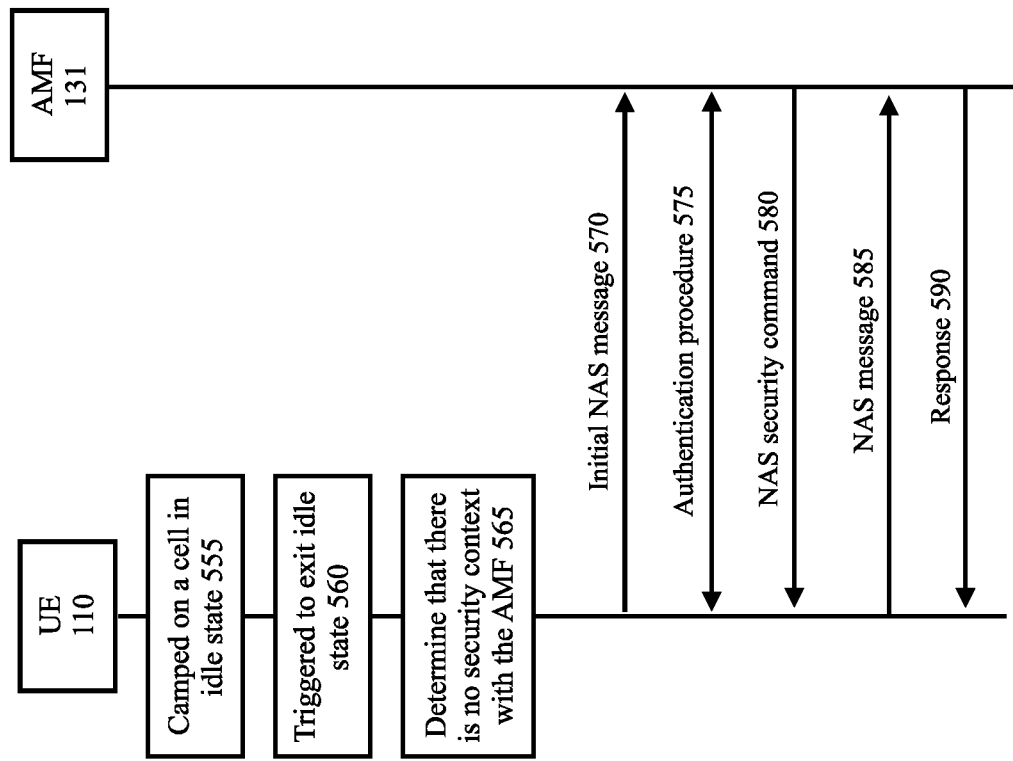 UE
110
AMF
131
Camped on a cell in
idle state 555
Triggered to exit idle
state 560
Determine that there
is no security context
with the AMF 565
Initial NAS message 570
Authentication procedure 575
NAS security command 580
NAS message 585
Response 590